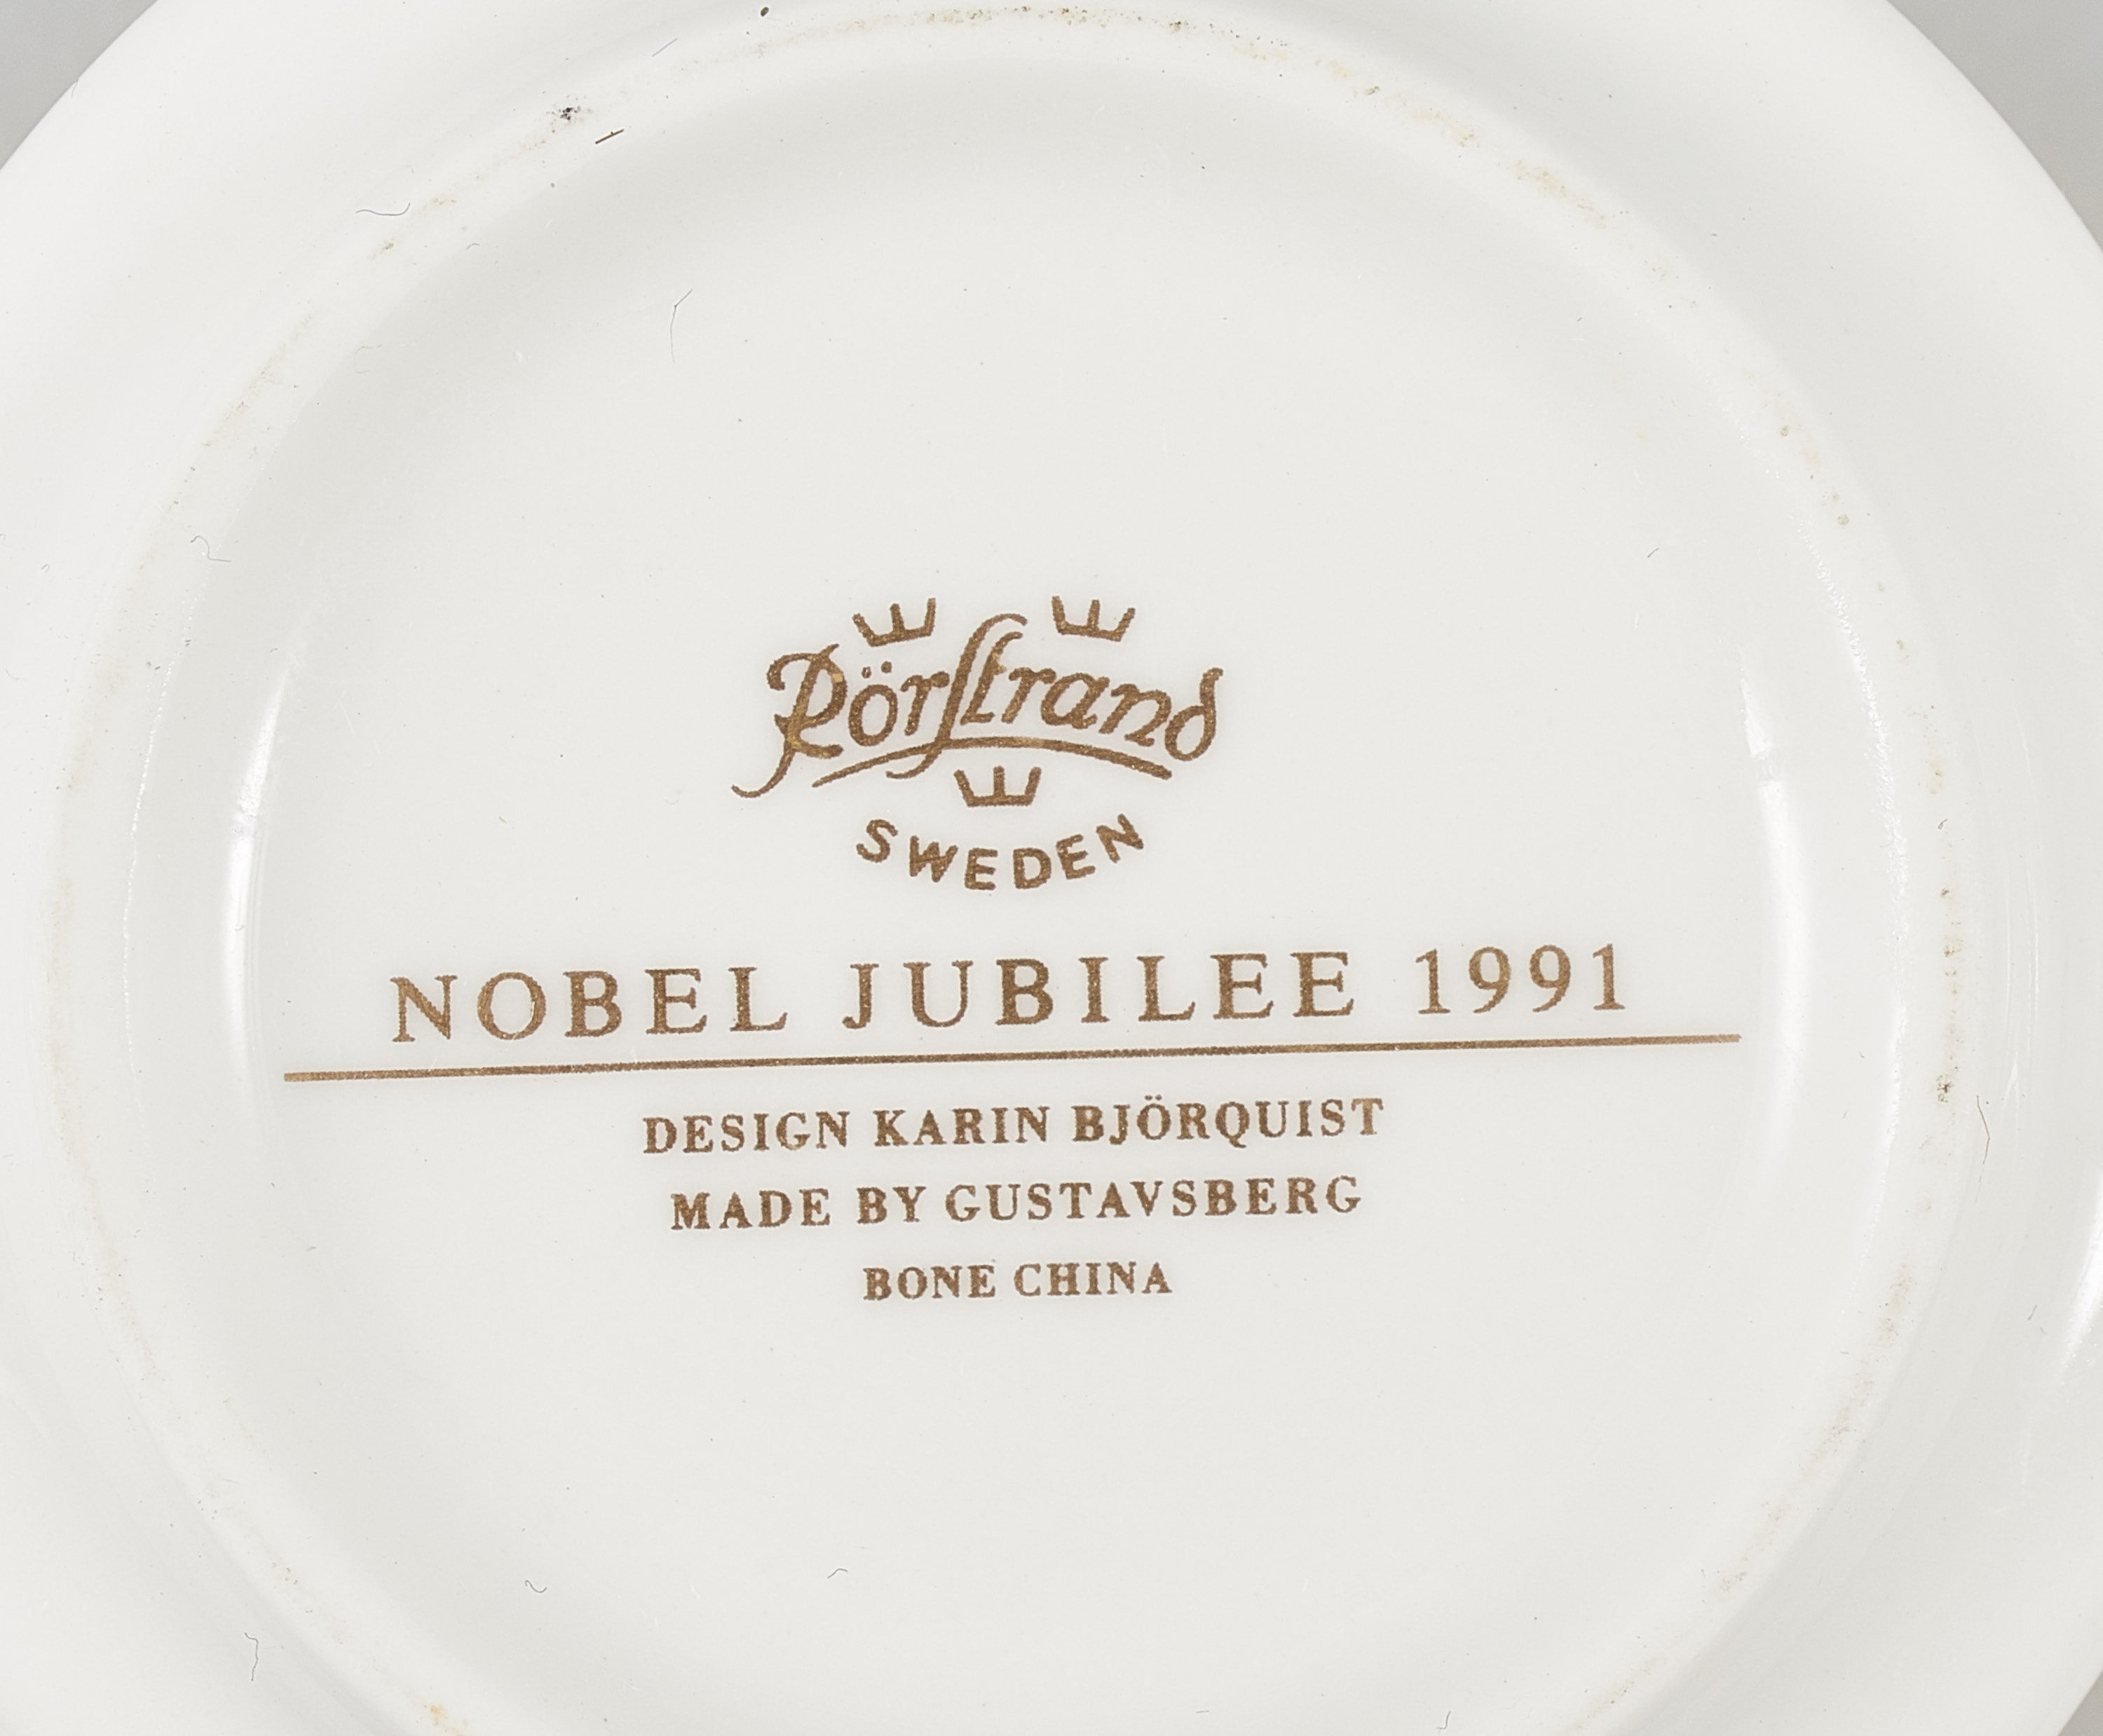 Rörstrand
SWEDEN
NOBEL JUBILEE 1991
DESIGN KARIN BJÖRQUIST
MADE BY GUSTAVSBERG
BONE CHINA